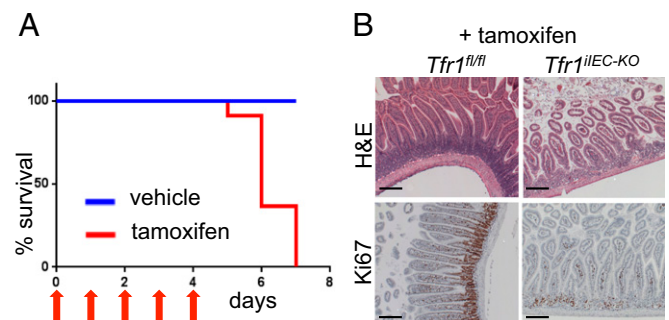 A
% survival
100
50
0
vehicle
tamoxifen
0
2
4
6
8
days
B
+ tamoxifen
Tfr1fl/fl
Tfr1iIEC-KO
H&E
Ki67